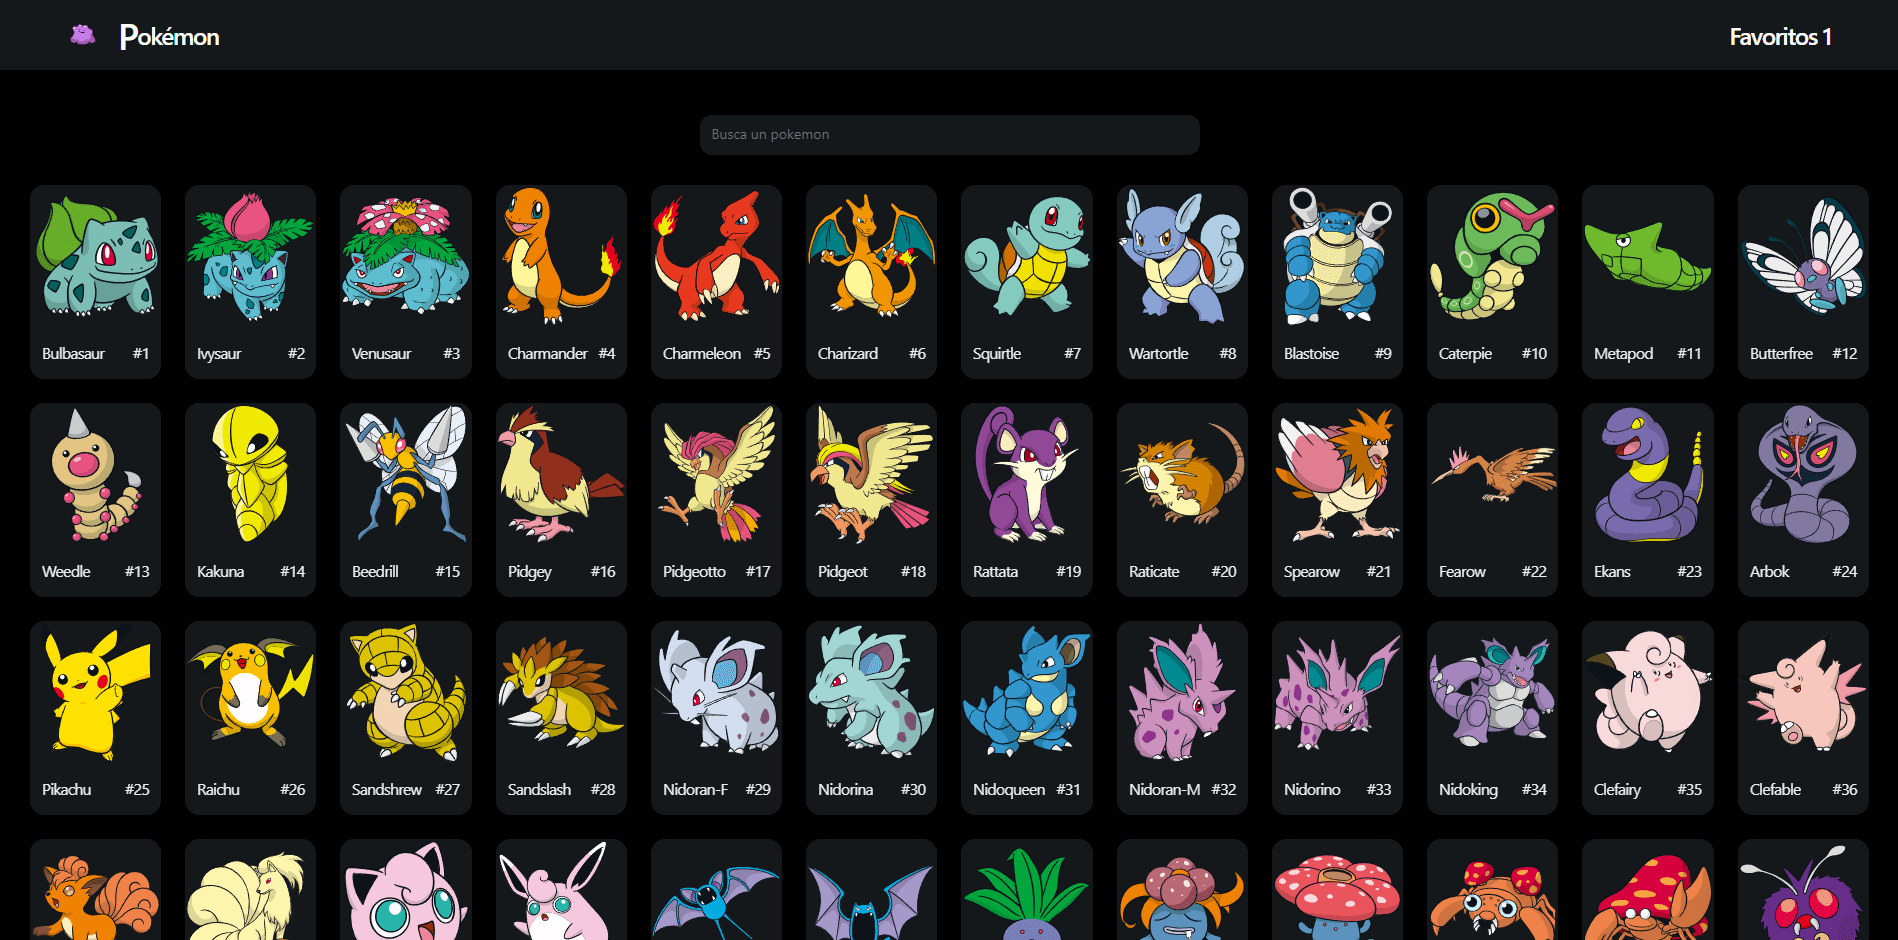 Pokémon Favoritos 1
Busca un pokemon
Bulbasaur #1 Ivysaur #2 Venusaur #3 Charmander #4 Charmeleon #5 Charizard #6 Squirtle #7 Wartortle #8 Blastoise #9 Caterpie #10 Metapod #11 Butterfree #12
Weedle #13 Kakuna #14 Beedrill #15 Pidgey #16 Pidgeotto #17 Pidgeot #18 Rattata #19 Raticate #20 Spearow #21 Fearow #22 Ekans #23 Arbok #24
Pikachu #25 Raichu #26 Sandshrew #27 Sandslash #28 Nidoran-F #29 Nidorina #30 Nidoqueen #31 Nidoran-M #32 Nidorino #33 Nidoking #34 Clefairy #35 Clefable #36